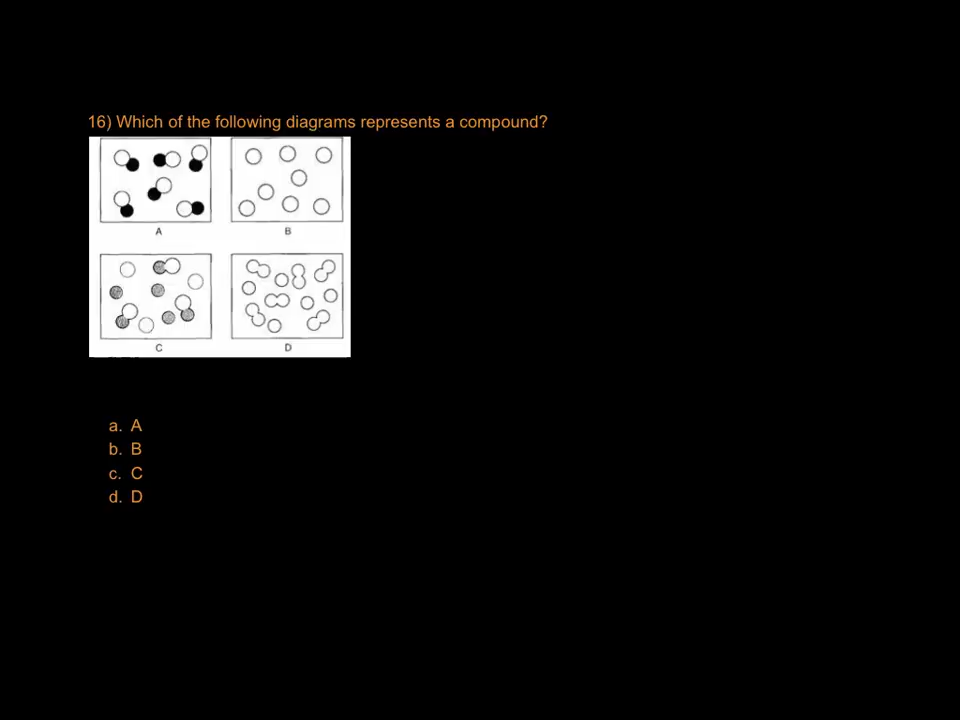 16) Which of the following diagrams represents a compound?
A
B
C
D
a. A
b. B
c. C
d. D